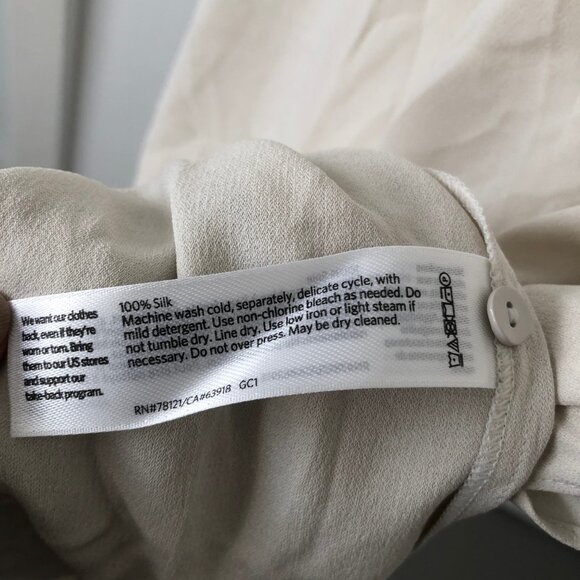 We want our clothes
back, even if they're
worn or torn. Bring
them to our US stores
and support our
take-back program.
100% Silk
Machine wash cold, separately, delicate cycle, with
mild detergent. Use non-chlorine bleach as needed. Do
not tumble dry. Line dry. Use low iron or light steam if
necessary. Do not over press. May be dry cleaned.
RN#78121/CA#63918 GC1